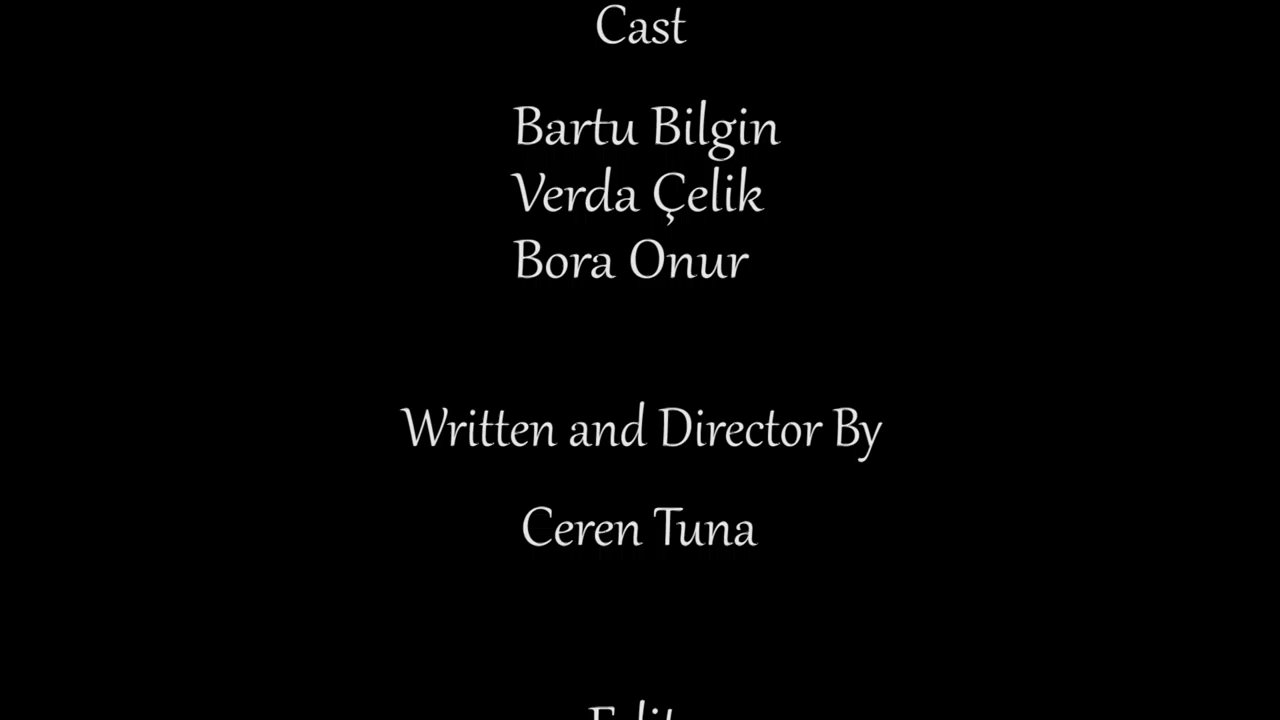 Cast
Bartu Bilgin
Verda Çelik
Bora Onur
Written and Director By
Ceren Tuna